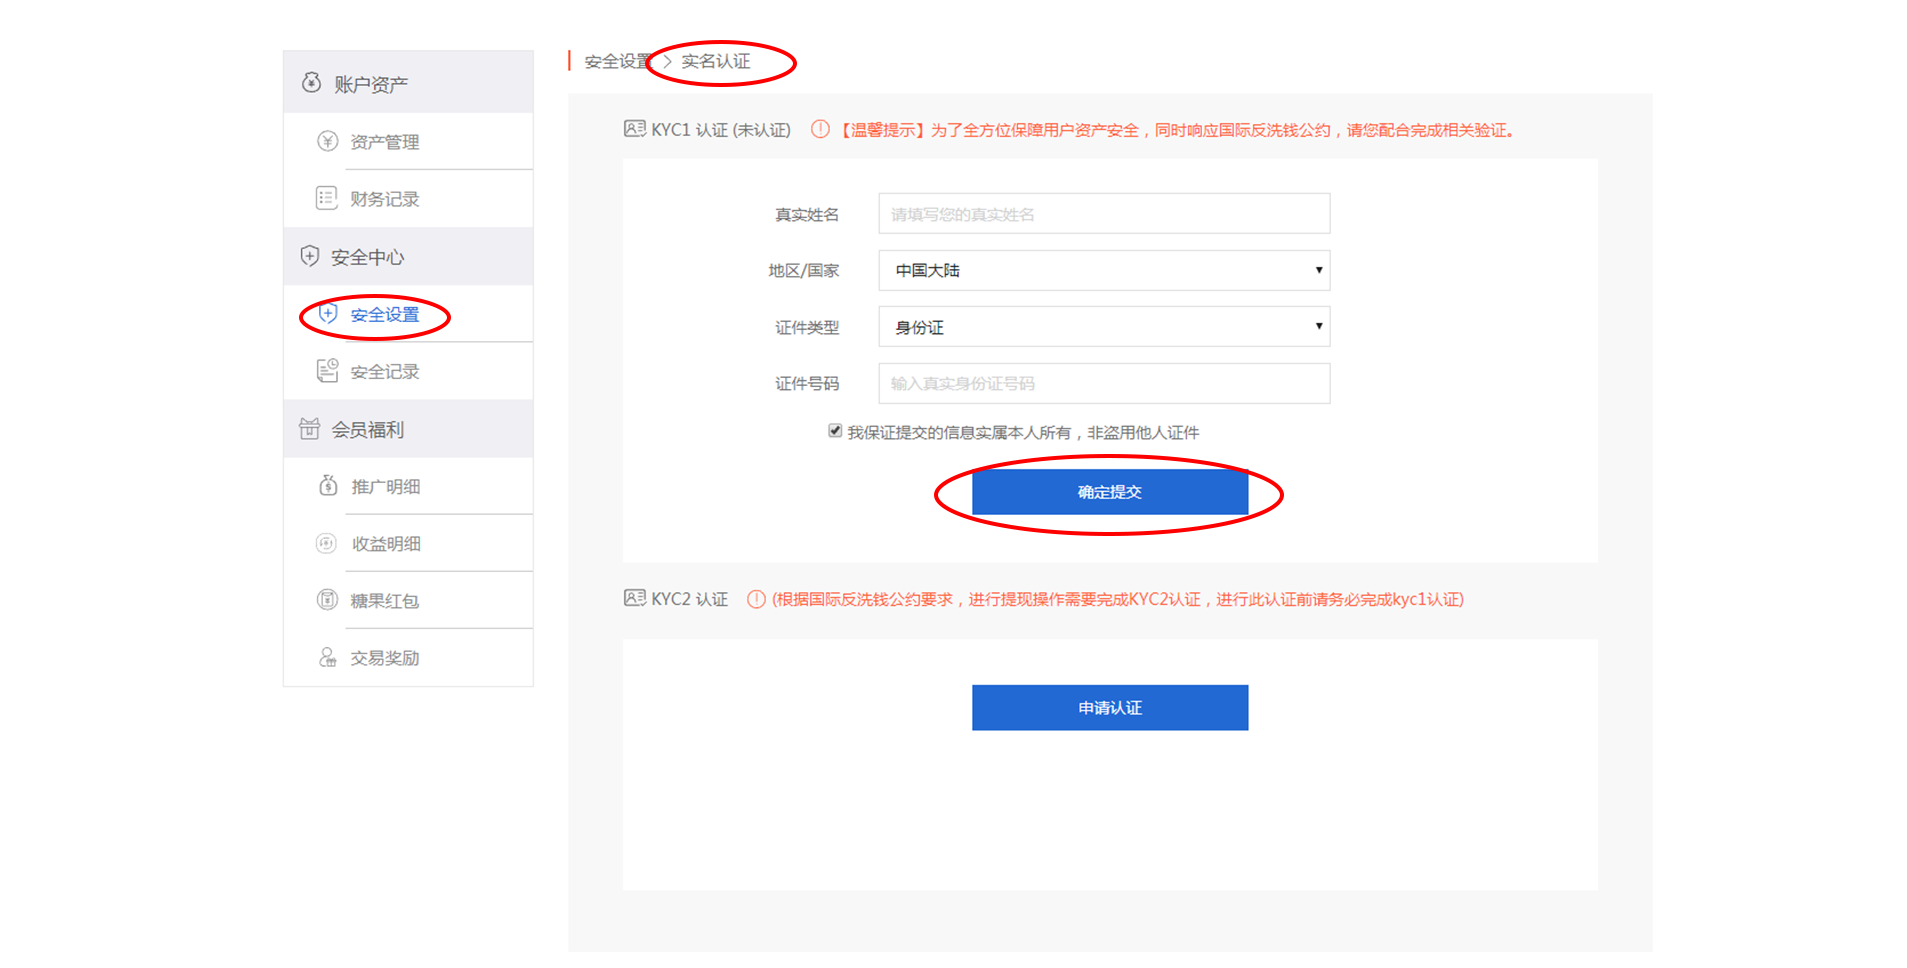 账户资产
资产管理
财务记录
安全中心
安全设置
安全记录
会员福利
推广明细
收益明细
糖果红包
交易奖励
安全设置 > 实名认证
KYC1 认证 (未认证) 【温馨提示】为了全方位保障用户资产安全，同时响应国际反洗钱公约，请您配合完成相关验证。
真实姓名 请填写您的真实姓名
地区/国家 中国大陆
证件类型 身份证
证件号码 输入真实身份证号码
我保证提交的信息实属本人所有，非盗用他人证件
确定提交
KYC2 认证 (根据国际反洗钱公约要求，进行提现操作需要完成KYC2认证，进行此认证前请务必完成kyc1认证)
申请认证